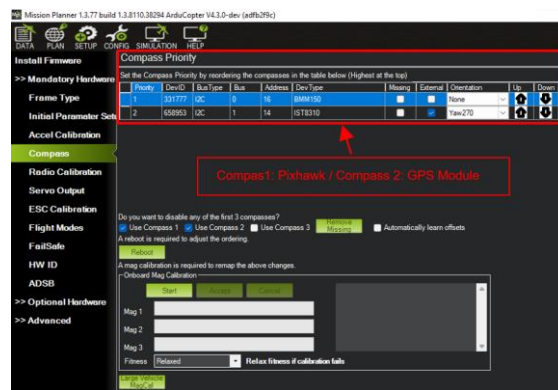 Mission Planner 1.3.77 build 1.3.8110.38294 ArduCopter V4.3.0-dev (adfb2f9c)
DATA PLAN SETUP CONFIG SIMULATION HELP
Install Firmware
>> Mandatory Hardware
Frame Type
Initial Parameter Setu
Accel Calibration
Compass
Radio Calibration
Servo Output
ESC Calibration
Flight Modes
FailSafe
HW ID
ADSB
>> Optional Hardware
>> Advanced
Compass Priority
Set the Compass Priority by reordering the compasses in the table below (Highest at the top)
Priority DevID BusType Bus Address DevType Missing External Orientation Up Down
1 331777 I2C 0 16 BMM150 None
2 658953 I2C 1 14 IST8310 Yaw270
Compas1: Pixhawk / Compass 2: GPS Module
Do you want to disable any of the first 3 compasses?
Use Compass 1 Use Compass 2 Use Compass 3 Remove Missing Automatically learn offsets
A reboot is required to adjust the ordering.
Reboot
A mag calibration is required to remap the above changes.
Onboard Mag Calibration
Start Accept Cancel
Mag 1
Mag 2
Mag 3
Fitness Relaxed Relax fitness if calibration fails
Large Vehicle
MagCal